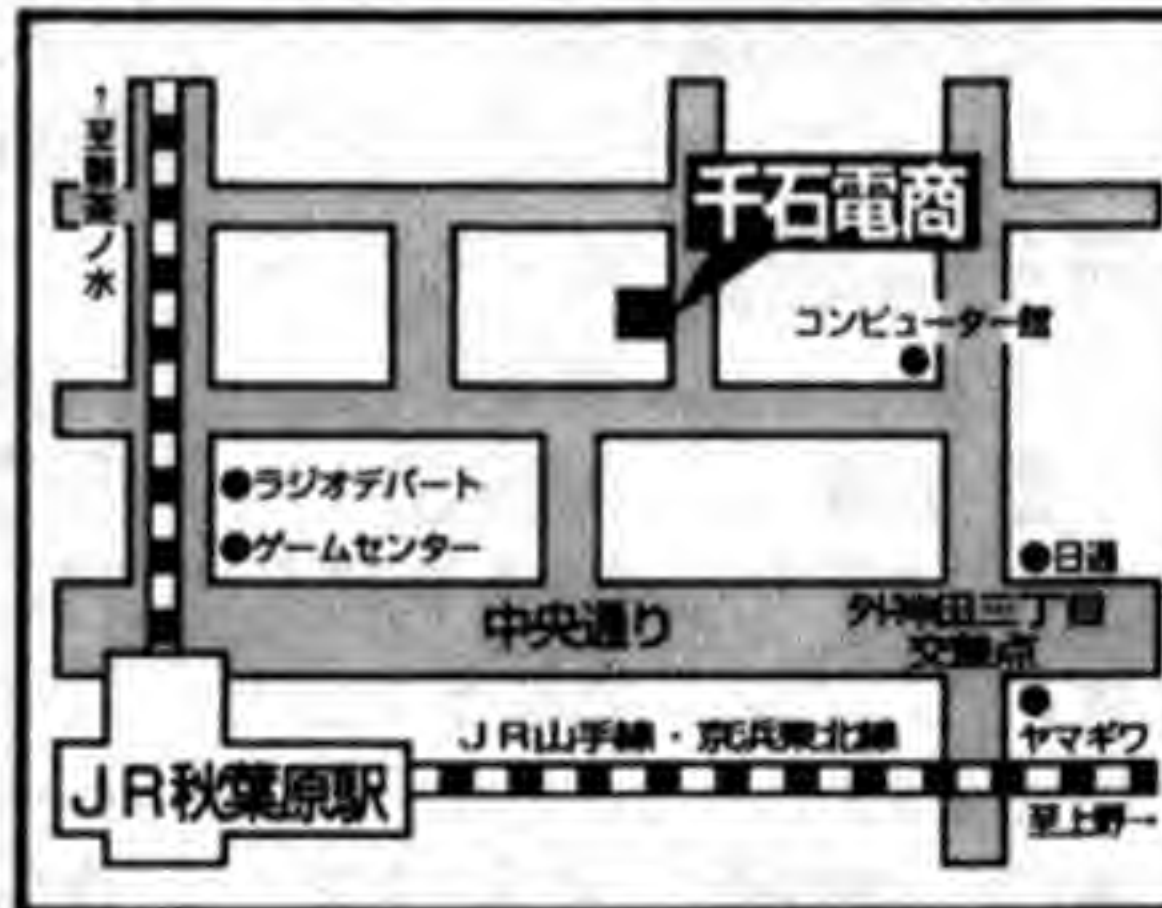 ↑至御茶ノ水
千石電商
コンピューター館
●ラジオデパート
●ゲームセンター
●日通
中央通り
外神田三丁目
交差点
JR山手線・京浜東北線
ヤマギワ
JR秋葉原駅
至上野→